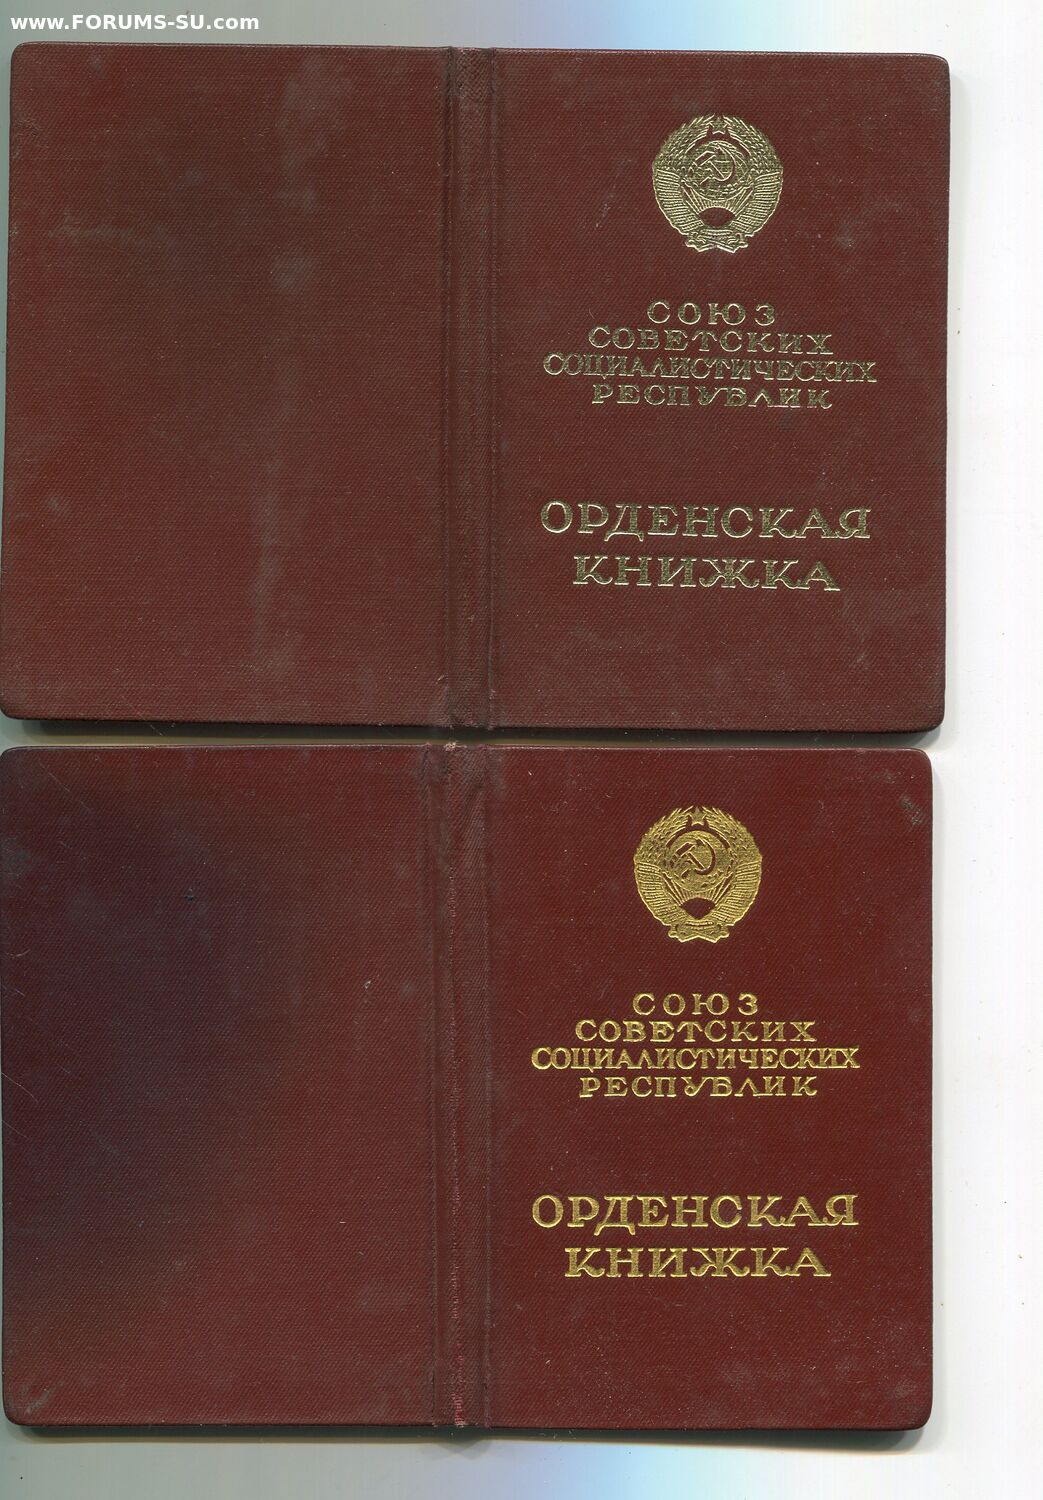 www.FORUMS-SU.com
СОЮЗ
СОВЕТСКИХ
СОЦИАЛИСТИЧЕСКИХ
РЕСПУБЛИК
ОРДЕНСКАЯ
КНИЖКА
СОЮЗ
СОВЕТСКИХ
СОЦИАЛИСТИЧЕСКИХ
РЕСПУБЛИК
ОРДЕНСКАЯ
КНИЖКА